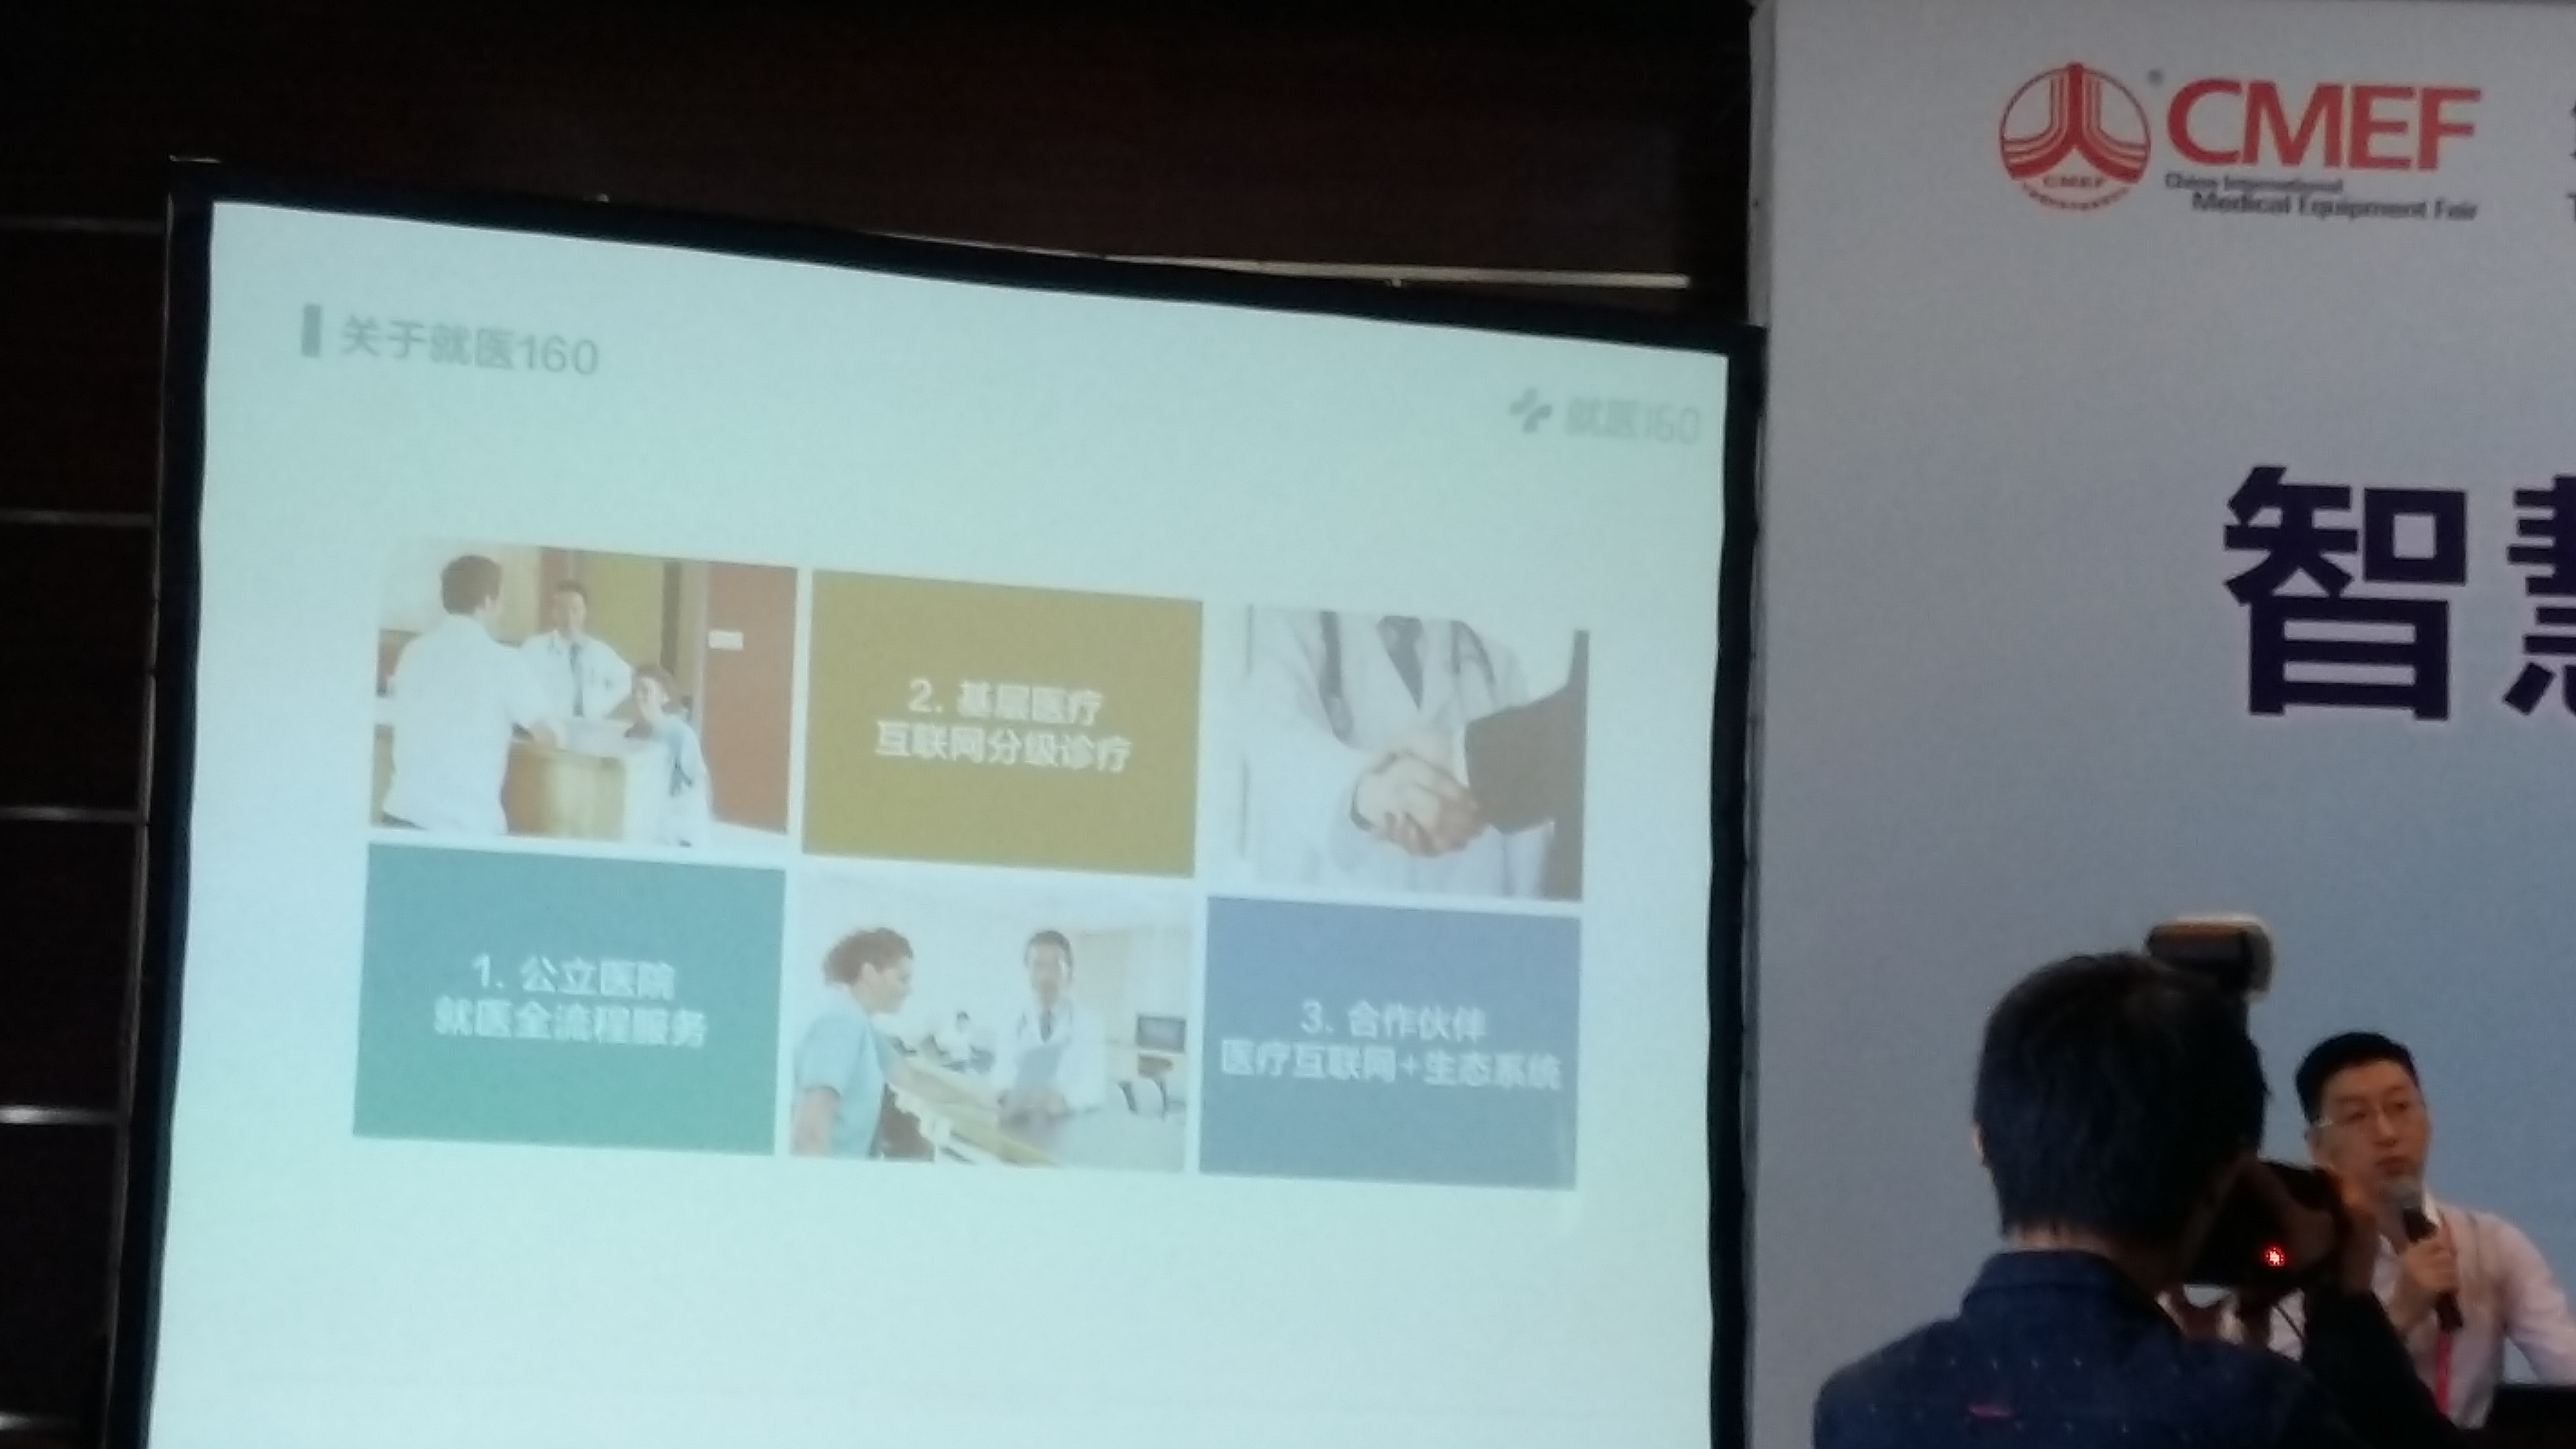 关于就医160
就医160
2. 基层医疗
互联网分级诊疗
1. 公立医院
就医全流程服务
3. 合作伙伴
医疗互联网+生态系统
®
CMEF
China International
Medical Equipment Fair
CMEF
智慧